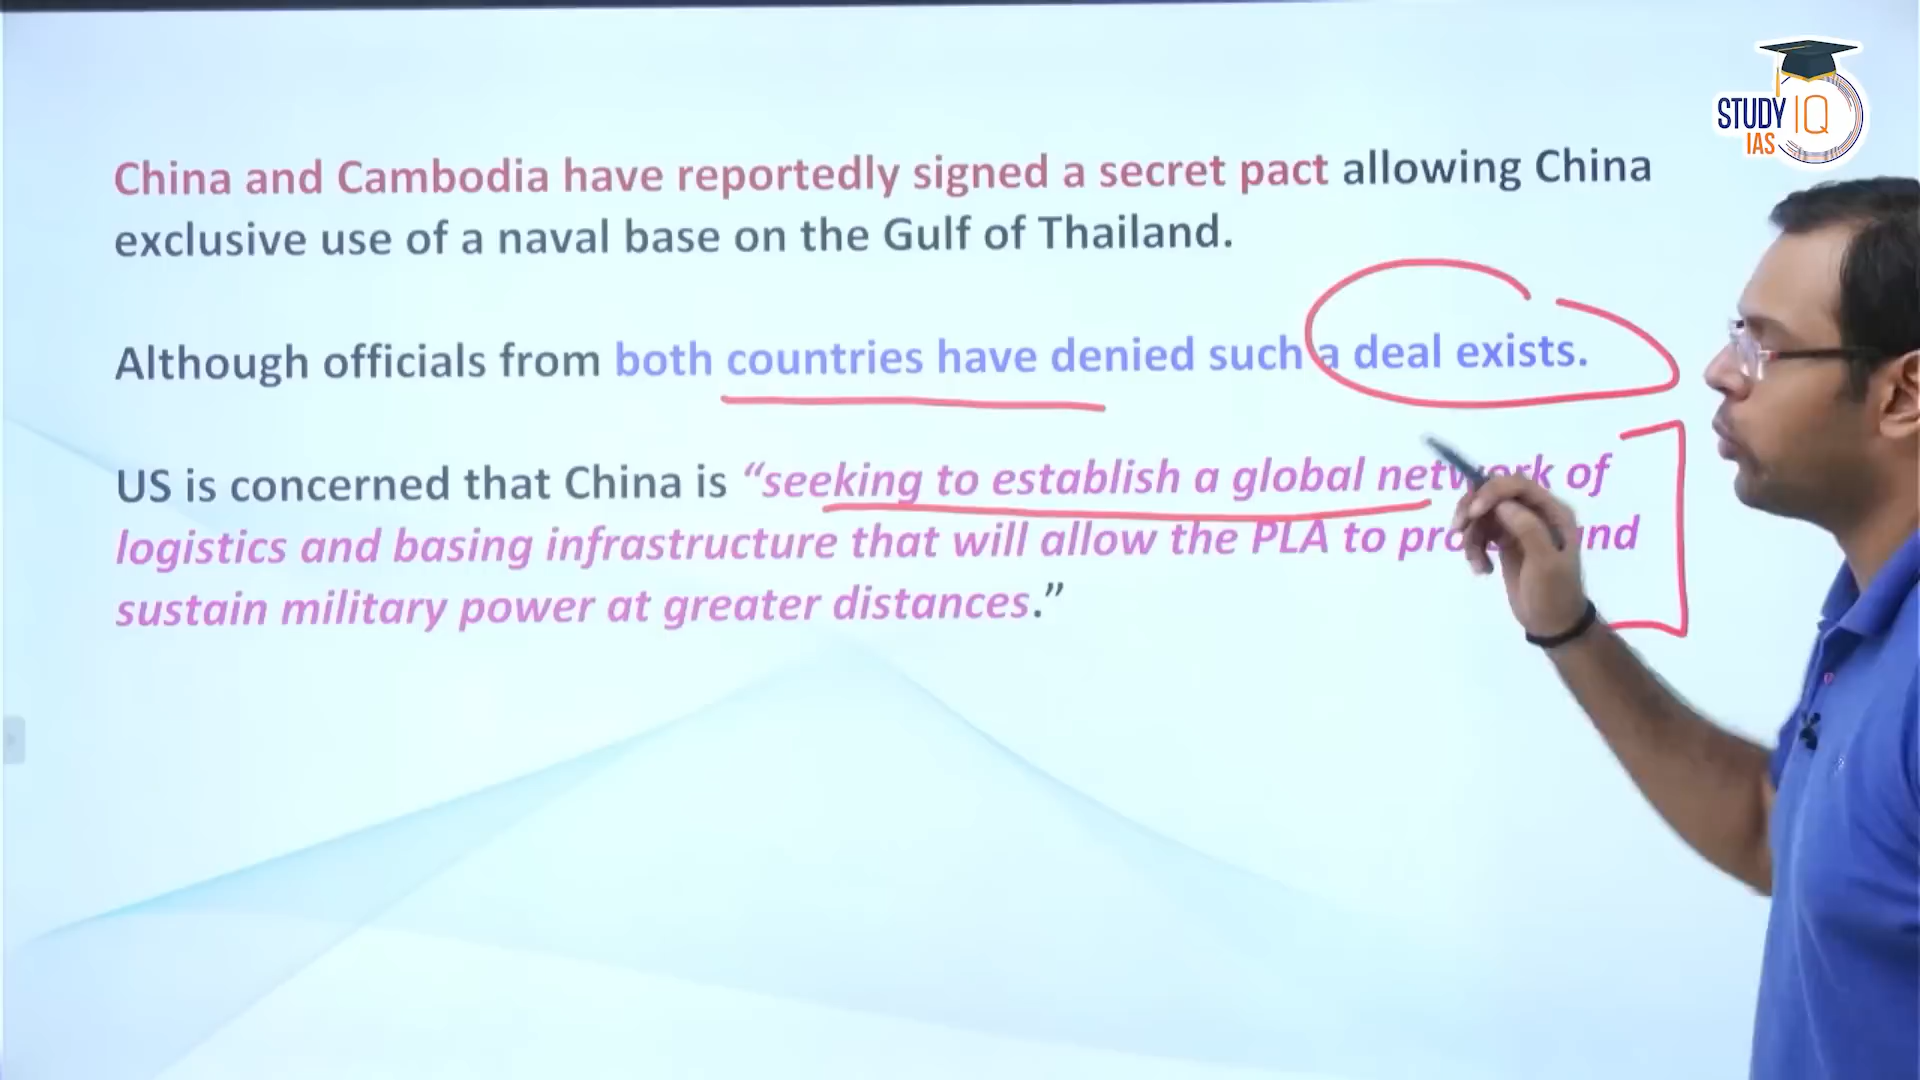 STUDY IQ
IAS
China and Cambodia have reportedly signed a secret pact allowing China
exclusive use of a naval base on the Gulf of Thailand.
Although officials from both countries have denied such a deal exists.
US is concerned that China is “seeking to establish a global network of
logistics and basing infrastructure that will allow the PLA to and
sustain military power at greater distances.”